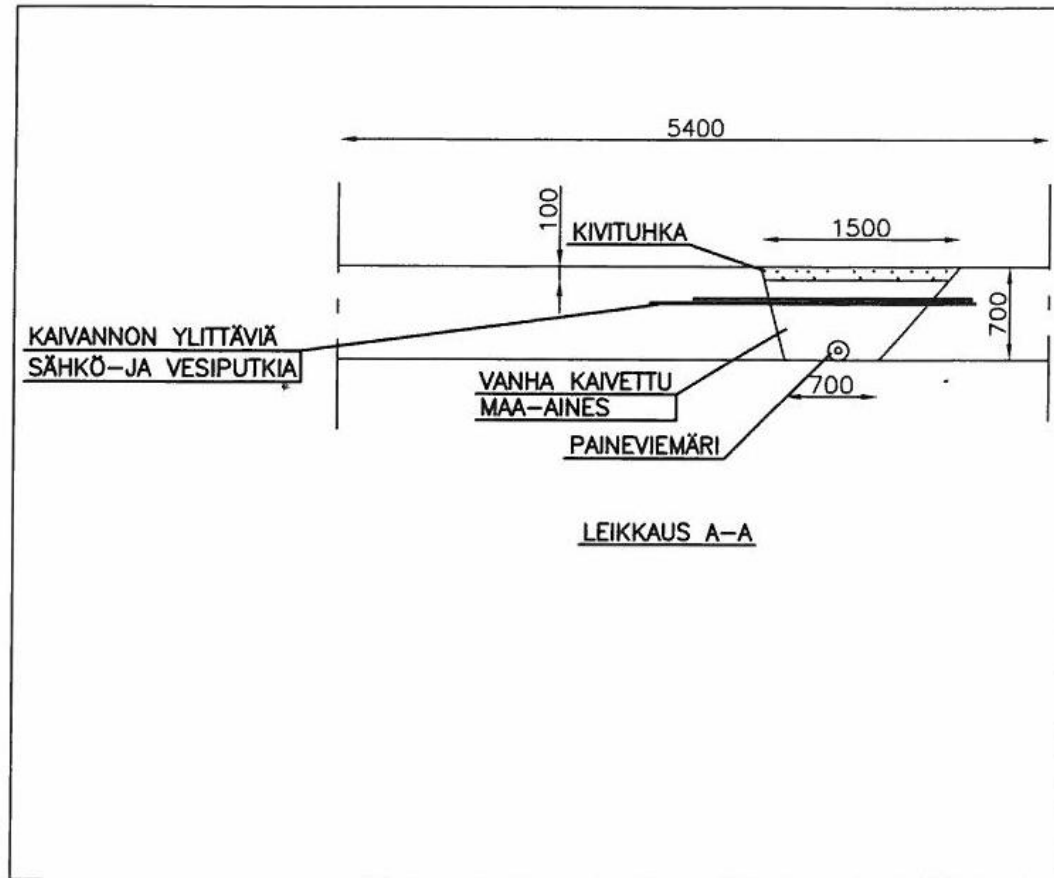 5400
100
1500
KIVITUHKA
700
KAIVANNON YLITTÄVIÄ
SÄHKÖ-JA VESIPUTKIA
VANHA KAIVETTU
MAA-AINES
700
PAINEVIEMÄRI
LEIKKAUS A-A